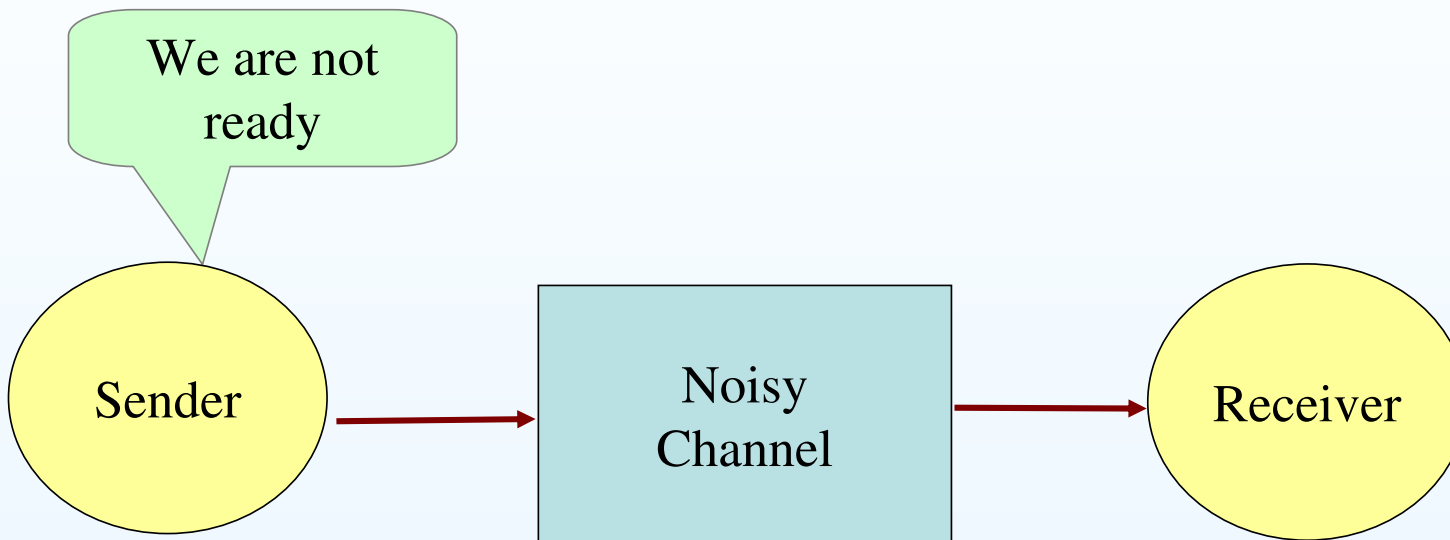 We are not
ready
Sender
Noisy
Channel
Receiver